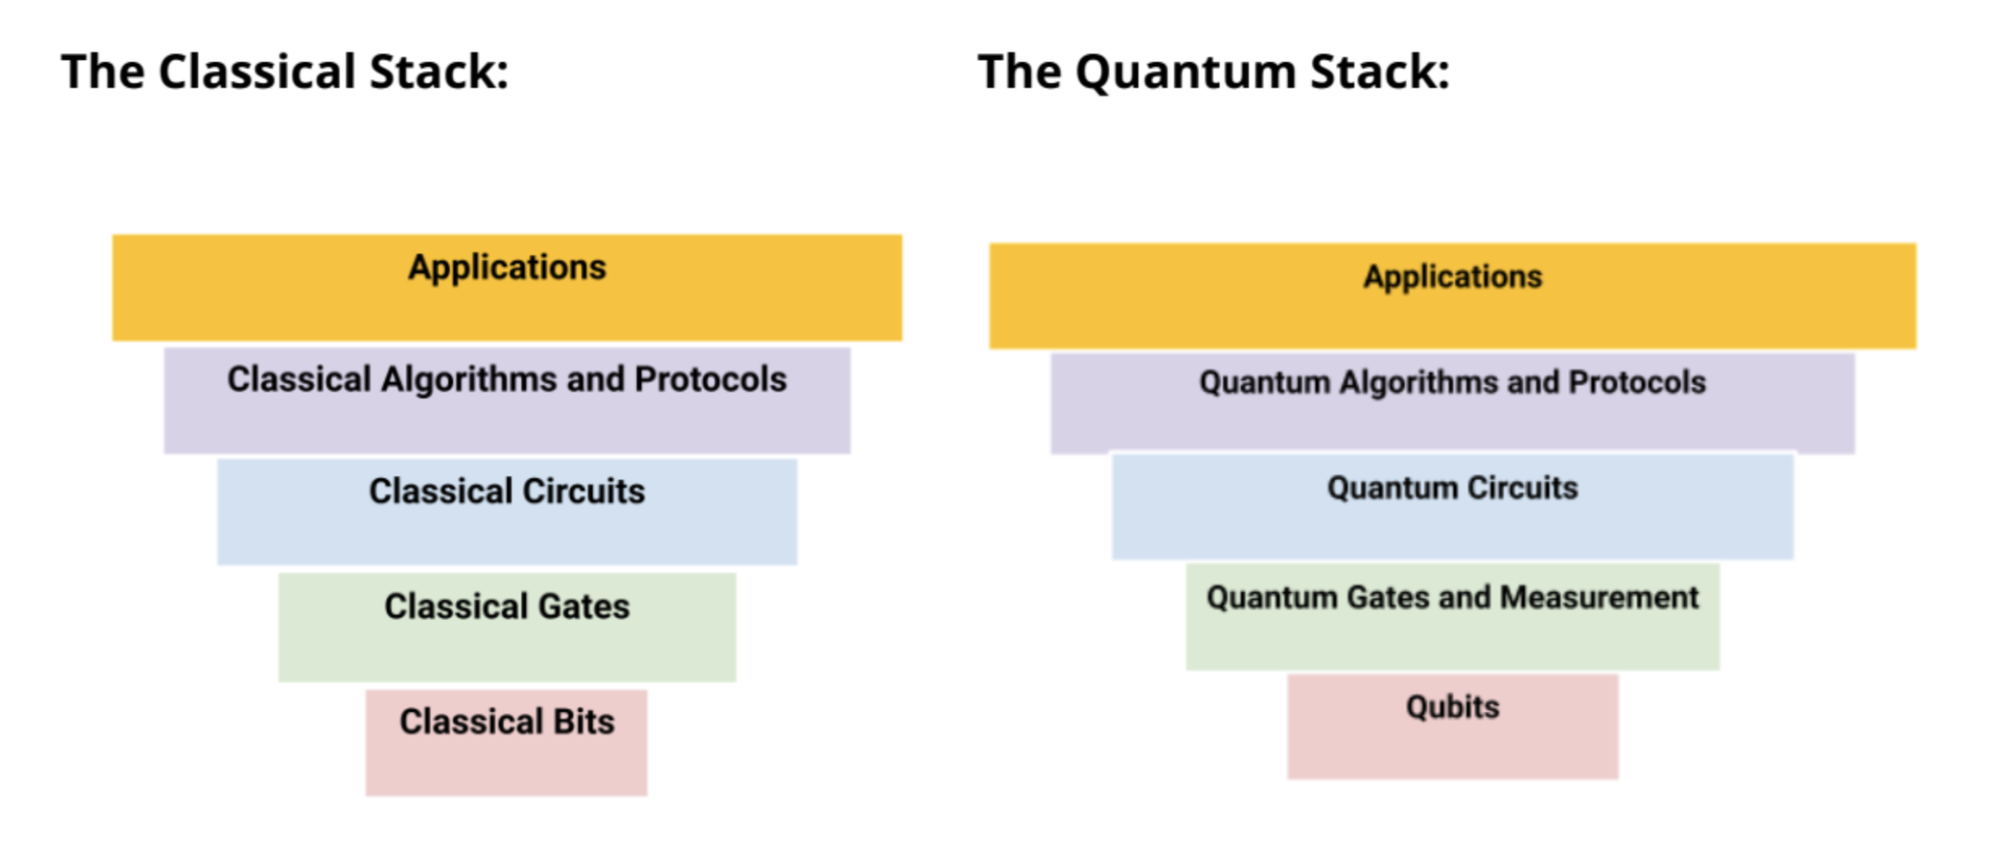 The Classical Stack:
Applications
Classical Algorithms and Protocols
Classical Circuits
Classical Gates
Classical Bits
The Quantum Stack:
Applications
Quantum Algorithms and Protocols
Quantum Circuits
Quantum Gates and Measurement
Qubits